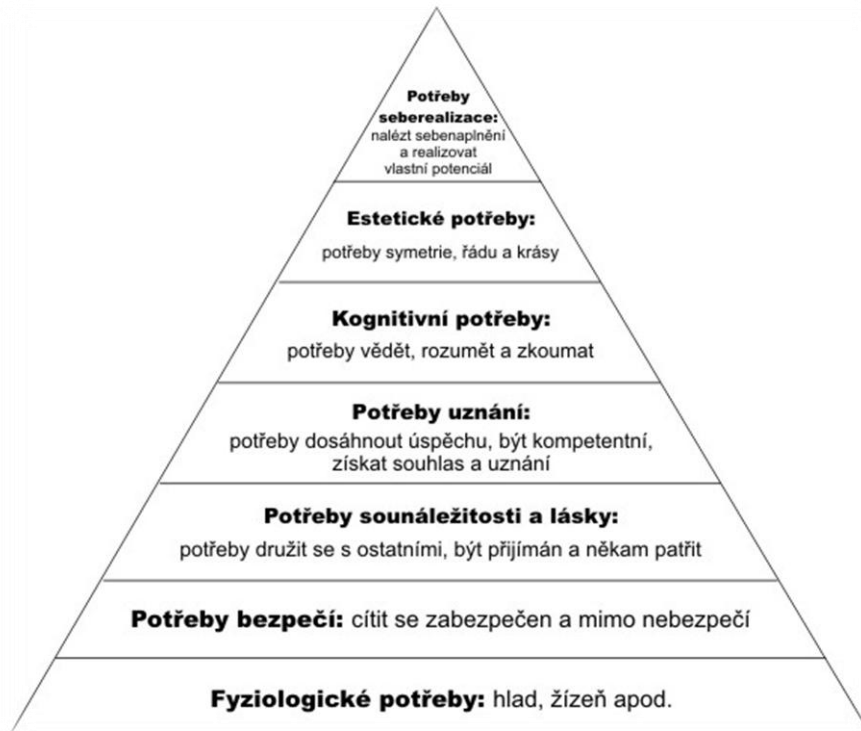 Potřeby
seberealizace:
nalézt sebenaplnění
a realizovat
vlastní potenciál
Estetické potřeby:
potřeby symetrie, řádu a krásy
Kognitivní potřeby:
potřeby vědět, rozumět a zkoumat
Potřeby uznání:
potřeby dosáhnout úspěchu, být kompetentní,
získat souhlas a uznání
Potřeby sounáležitosti a lásky:
potřeby družit se s ostatními, být přijímán a někam patřit
Potřeby bezpečí: cítit se zabezpečen a mimo nebezpečí
Fyziologické potřeby: hlad, žízeň apod.